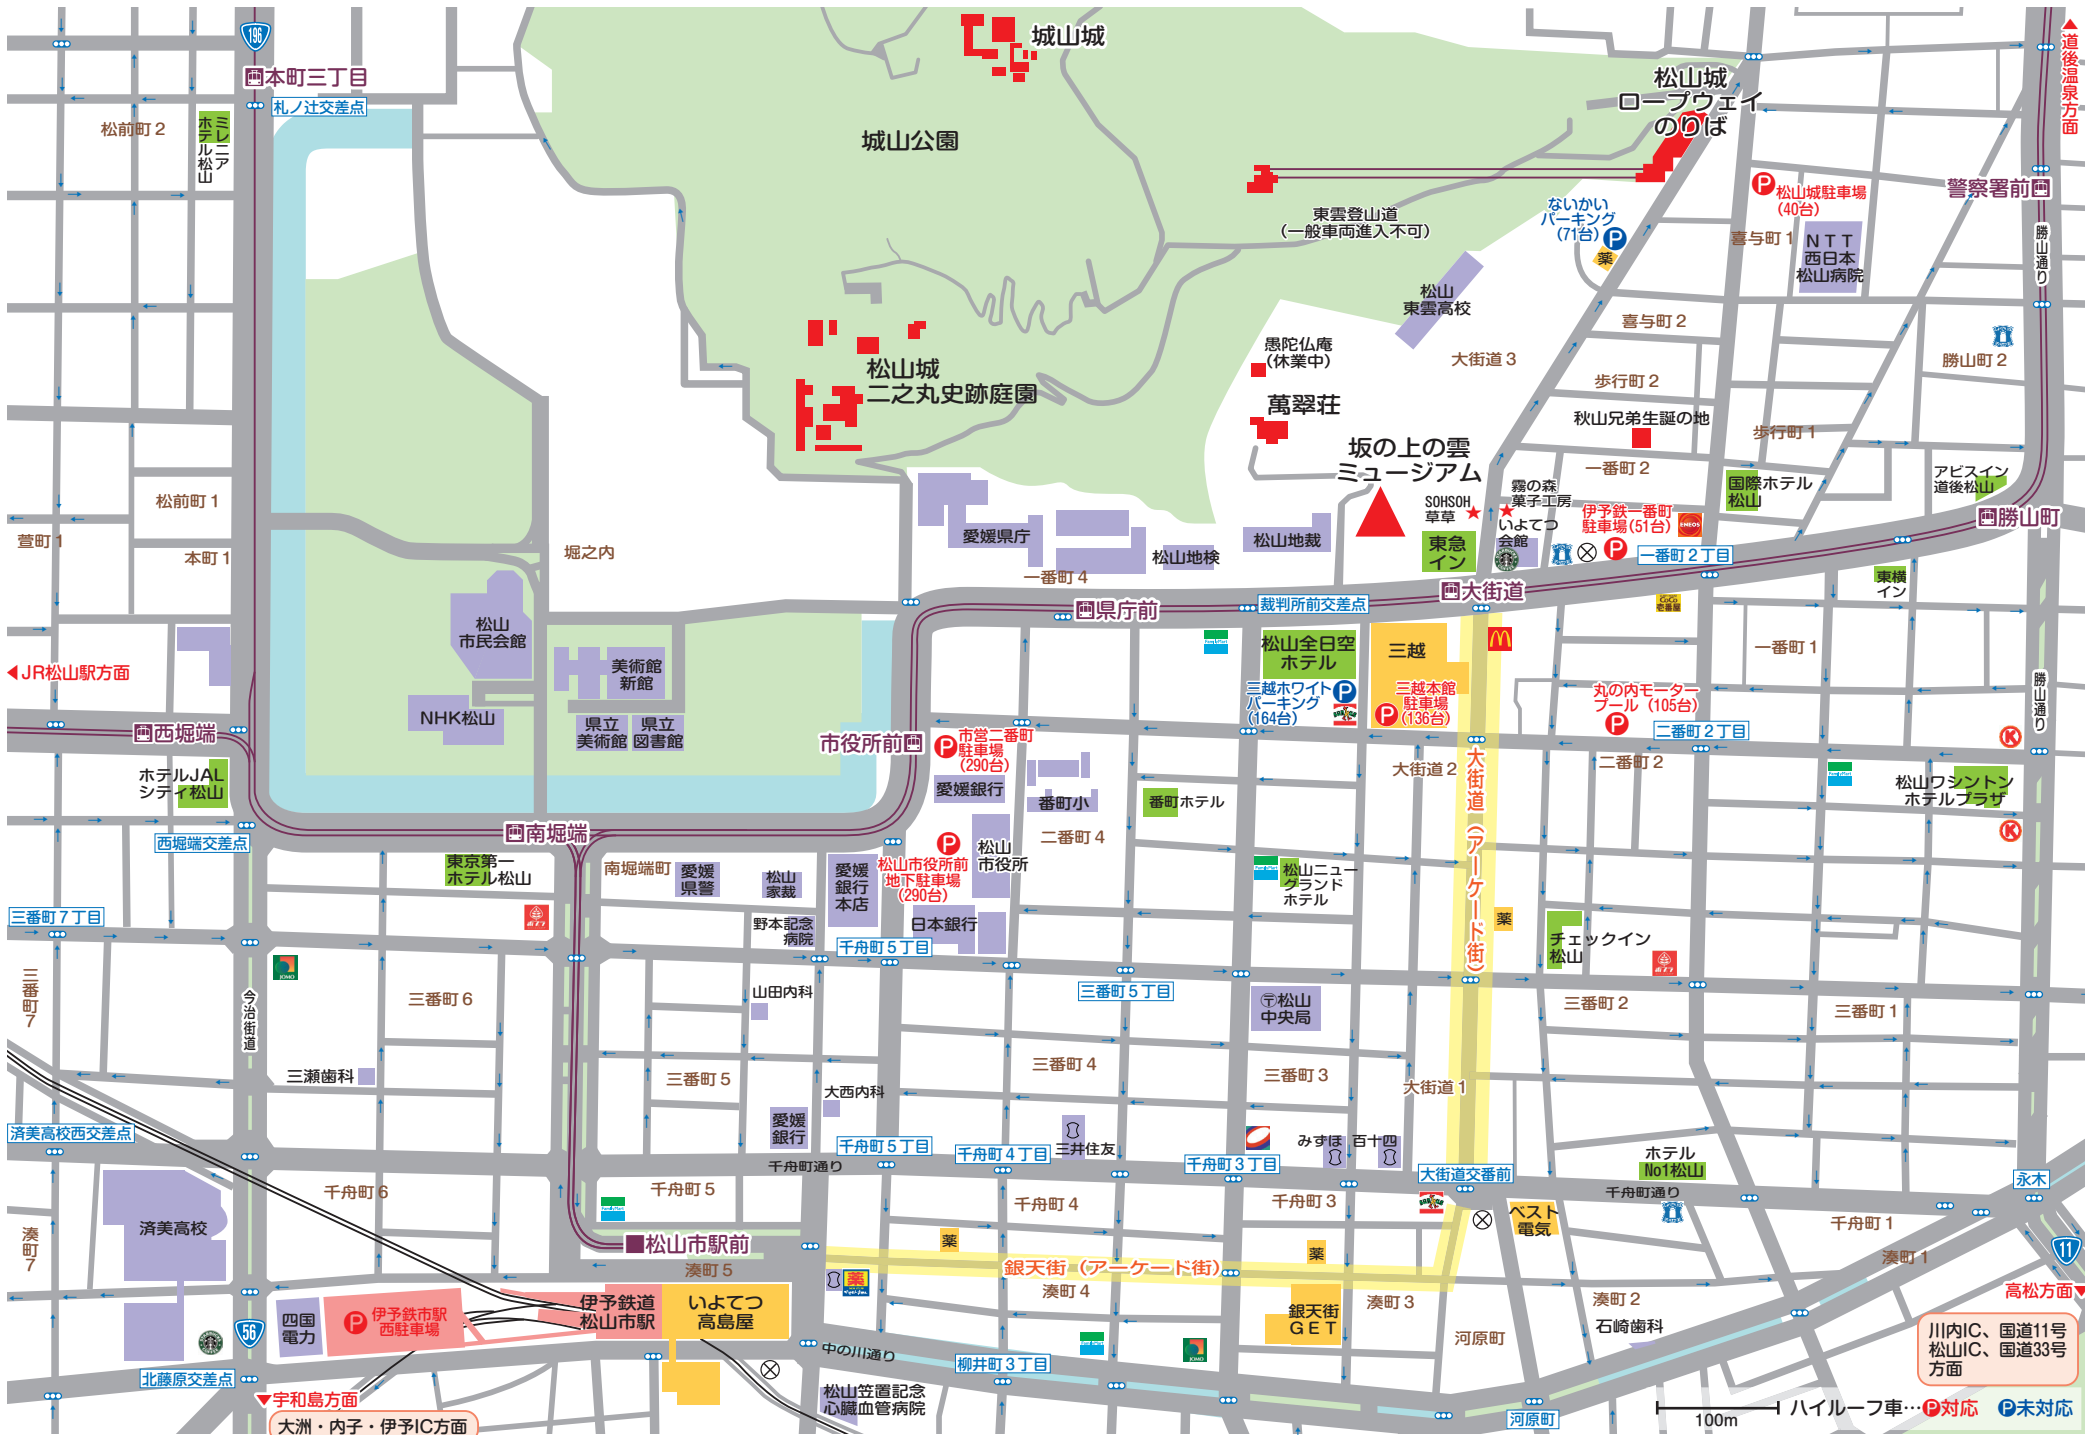 196
本町三丁目
札ノ辻交差点
松前町2
ミレニア
ホテル松山
城山城
城山公園
松山城
ロープウェイ
のりば
道後温泉方面
警察署前
松山城駐車場
(40台)
ないかい
パーキング
(71台)
薬
喜与町1
NTT
西日本
松山病院
勝山通り
東雲登山道
(一般車両進入不可)
松山
東雲高校
喜与町2
大街道3
勝山町2
愚陀仏庵
(休業中)
歩行町2
松山城
二之丸史跡庭園
萬翠荘
秋山兄弟生誕の地
歩行町1
坂の上の雲
ミュージアム
一番町2
国際ホテル
松山
アビスイン
道後松山
霧の森
菓子工房
SOHSOH
草草
いよてつ
会館
伊予鉄一番町
駐車場(51台)
ENEOS
勝山町
松前町1
萱町1
本町1
堀之内
愛媛県庁
松山地検
松山地裁
東急
イン
一番町2丁目
一番町4
県庁前
裁判所前交差点
大街道
東横
イン
CoCo
壱番屋
松山
市民会館
美術館
新館
NHK松山
県立
美術館
県立
図書館
JR松山駅方面
西堀端
ホテルJAL
シティ松山
西堀端交差点
南堀端
市役所前
市営二番町
駐車場
(290台)
愛媛銀行
番町小
番町ホテル
FamilyMart
松山全日空
ホテル
三越
三越ホワイト
パーキング
(164台)
三越本館
駐車場
(136台)
一番町1
丸の内モーター
プール (105台)
二番町2丁目
勝山通り
大街道2
大街道(アーケード街)
二番町2
松山ワシントン
ホテルプラザ
東京第一
ホテル松山
南堀端町
愛媛
県警
松山
家裁
愛媛
銀行
本店
松山市役所前
地下駐車場
(290台)
松山
市役所
二番町4
松山ニュー
グランド
ホテル
野本記念
病院
日本銀行
薬
チェックイン
松山
三番町7丁目
三番町7
今治街道
JOMO
三番町6
千舟町5丁目
三番町5丁目
山田内科
〒松山
中央局
三番町2
三番町1
三瀬歯科
三番町5
三番町4
三番町3
大街道1
大西内科
愛媛
銀行
済美高校西交差点
千舟町5丁目
千舟町4丁目
三井住友
千舟町3丁目
みずほ
百十四
大街道交番前
ホテル
No1松山
永木
千舟町通り
千舟町通り
千舟町6
千舟町5
千舟町4
千舟町3
千舟町1
済美高校
湊町7
FamilyMart
松山市駅前
ベスト
電気
湊町1
11
高松方面
湊町5
薬
薬
薬
銀天街(アーケード街)
湊町4
湊町3
湊町2
四国
電力
伊予鉄市駅
西駐車場
伊予鉄道
松山市駅
いよてつ
高島屋
銀天街
GET
河原町
石崎歯科
川内IC、国道11号
松山IC、国道33号
方面
56
北藤原交差点
宇和島方面
大洲・内子・伊予IC方面
中の川通り
松山笠置記念
心臓血管病院
柳井町3丁目
JOMO
河原町
100m
ハイルーフ車…P対応 P未対応